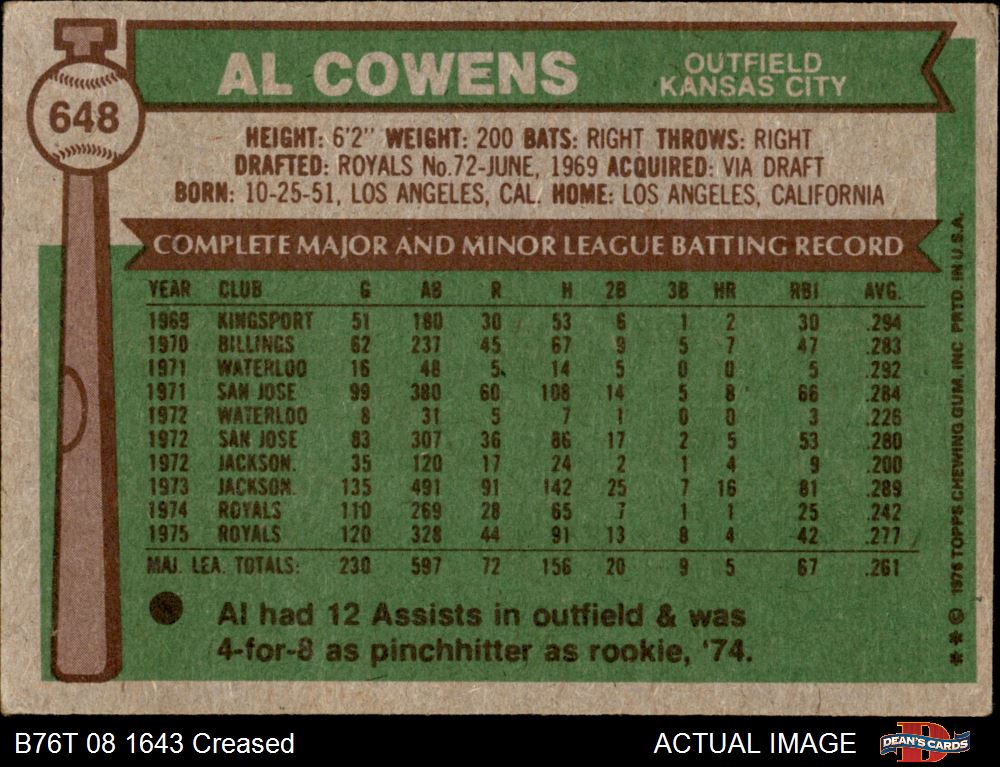 648
AL COWENS
OUTFIELD
KANSAS CITY
HEIGHT: 6'2" WEIGHT: 200 BATS: RIGHT THROWS: RIGHT
DRAFTED: ROYALS No.72-JUNE, 1969 ACQUIRED: VIA DRAFT
BORN: 10-25-51, LOS ANGELES, CAL. HOME: LOS ANGELES, CALIFORNIA
COMPLETE MAJOR AND MINOR LEAGUE BATTING RECORD
YEAR CLUB G AB R H 2B 3B HR RBI AVG.
1969 KINGSPORT 51 180 30 53 6 1 2 30 .294
1970 BILLINGS 62 237 45 67 9 5 7 47 .283
1971 WATERLOO 16 48 5 14 5 0 0 5 .292
1971 SAN JOSE 99 380 60 108 14 5 8 66 .284
1972 WATERLOO 8 31 5 7 1 0 0 3 .226
1972 SAN JOSE 83 307 36 86 17 2 5 53 .280
1972 JACKSON. 35 120 17 24 2 1 4 9 .200
1973 JACKSON. 135 491 91 142 25 7 16 81 .289
1974 ROYALS 110 269 28 65 7 1 1 25 .242
1975 ROYALS 120 328 44 91 13 8 4 42 .277
MAJ. LEA. TOTALS: 230 597 72 156 20 9 5 67 .261
Al had 12 Assists in outfield & was
4-for-8 as pinchhitter as rookie, '74.
** © 1976 TOPPS CHEWING GUM, INC. PRTD. IN U.S.A.
B76T 08 1643 Creased
ACTUAL IMAGE
D
DEAN'S CARDS